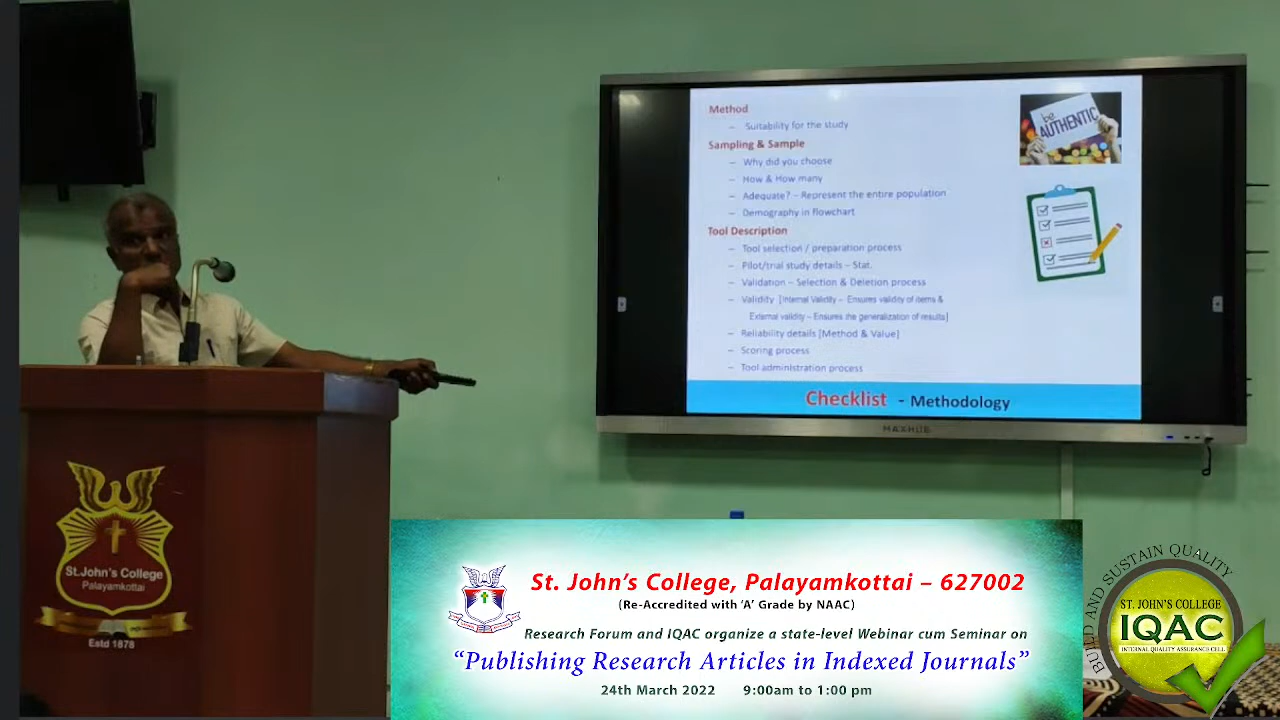 Method
– Suitability for the study
Sampling & Sample
– Why did you choose
– How & How many
– Adequate? – Represent the entire population
– Demography in flowchart
Tool Description
– Tool selection / preparation process
– Pilot/trial study details – Stat.
– Validation – Selection & Deletion process
– Validity [Internal Validity – Ensures validity of items &
External validity – Ensures the generalization of results]
– Reliability details [Method & Value]
– Scoring process
– Tool administration process
Checklist - Methodology
be
AUTHENTIC
MAXHUB
St.John's College
Palayamkottai
Estd 1878
St. John's College, Palayamkottai – 627002
(Re-Accredited with 'A' Grade by NAAC)
Research Forum and IQAC organize a state-level Webinar cum Seminar on
"Publishing Research Articles in Indexed Journals"
24th March 2022 9:00am to 1:00 pm
BUILD AND SUSTAIN QUALITY
ST. JOHN'S COLLEGE
IQAC
INTERNAL QUALITY ASSURANCE CELL